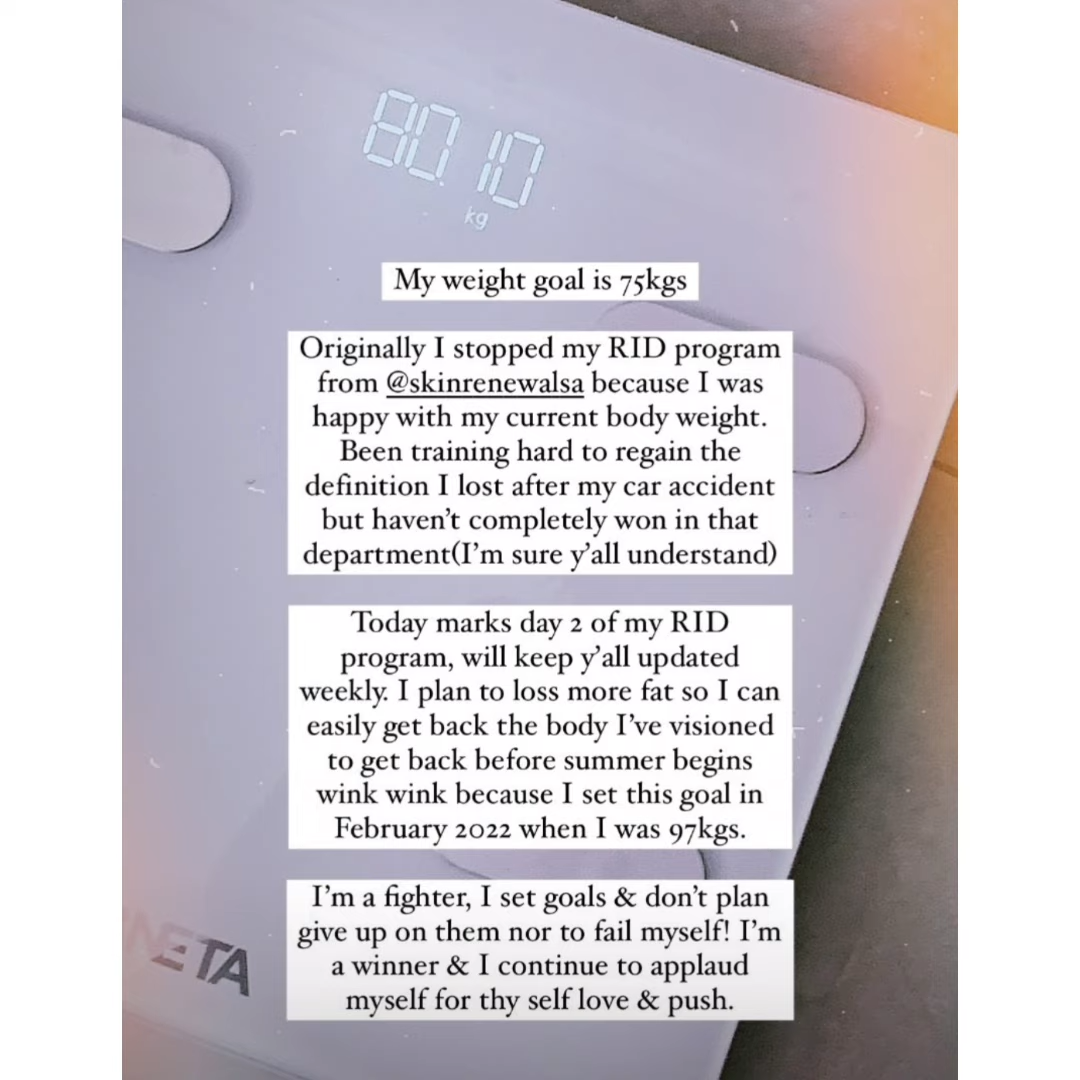 80.10
kg
My weight goal is 75kgs
Originally I stopped my RID program
from @skinrenewalsa because I was
happy with my current body weight.
Been training hard to regain the
definition I lost after my car accident
but haven't completely won in that
department(I'm sure y'all understand)
Today marks day 2 of my RID
program, will keep y'all updated
weekly. I plan to loss more fat so I can
easily get back the body I've visioned
to get back before summer begins
wink wink because I set this goal in
February 2022 when I was 97kgs.
I'm a fighter, I set goals & don't plan
give up on them nor to fail myself! I'm
a winner & I continue to applaud
myself for thy self love & push.
NETA